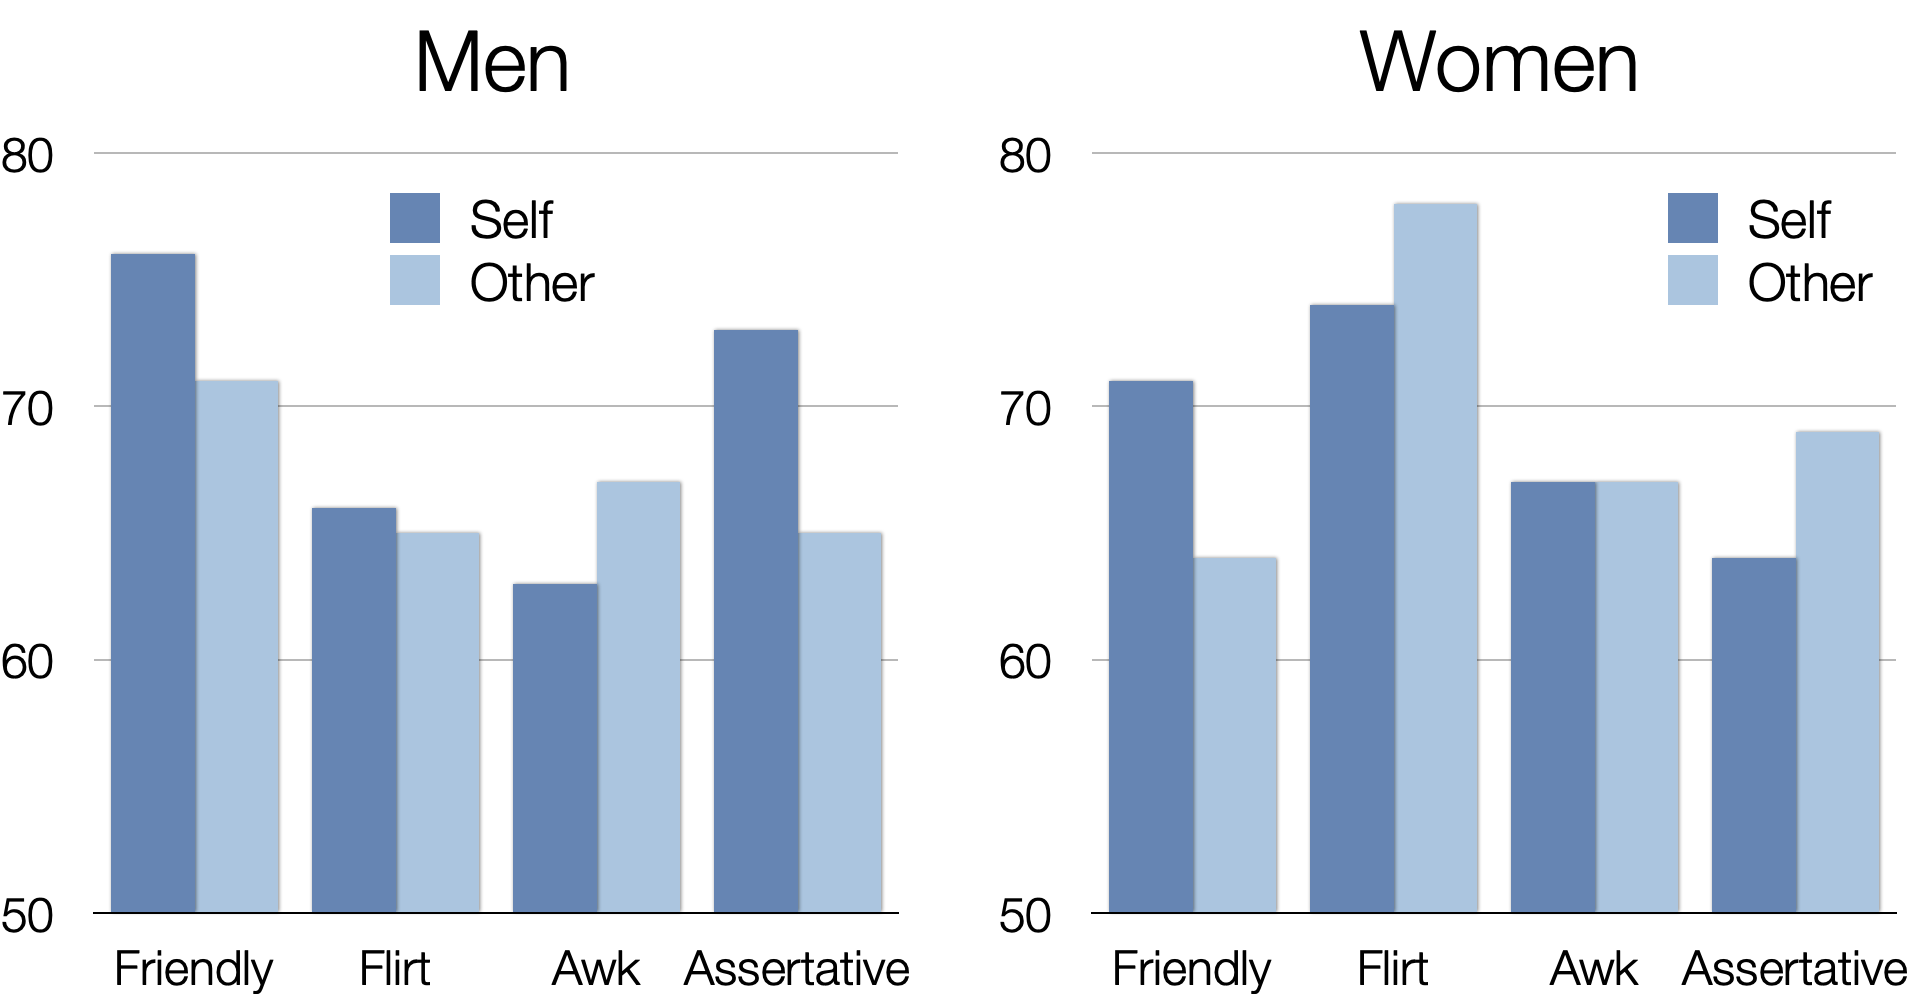 Men
80
70
60
50
Self
Other
Friendly Flirt Awk Assertative
Women
80
70
60
50
Self
Other
Friendly Flirt Awk Assertative